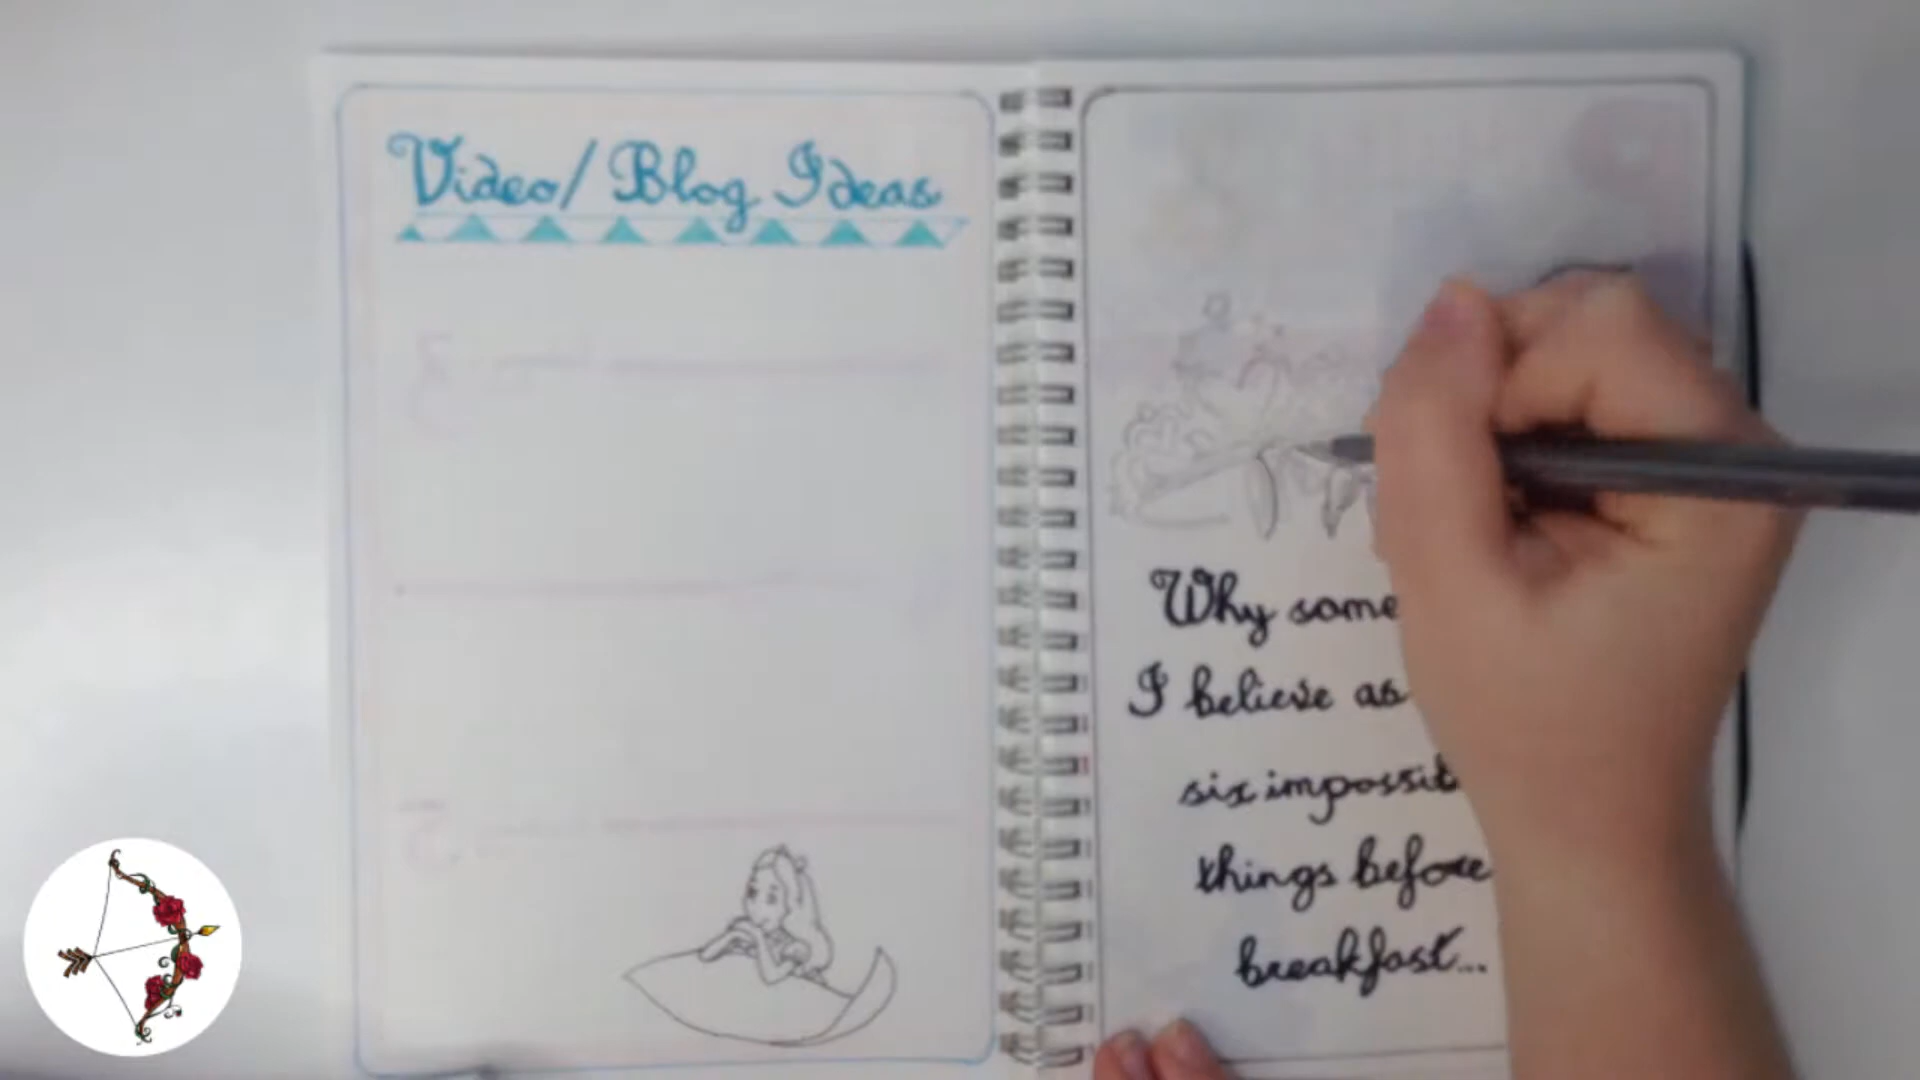 Video/ Blog Ideas
Why some
I believe as
six impossib
things before
breakfast...